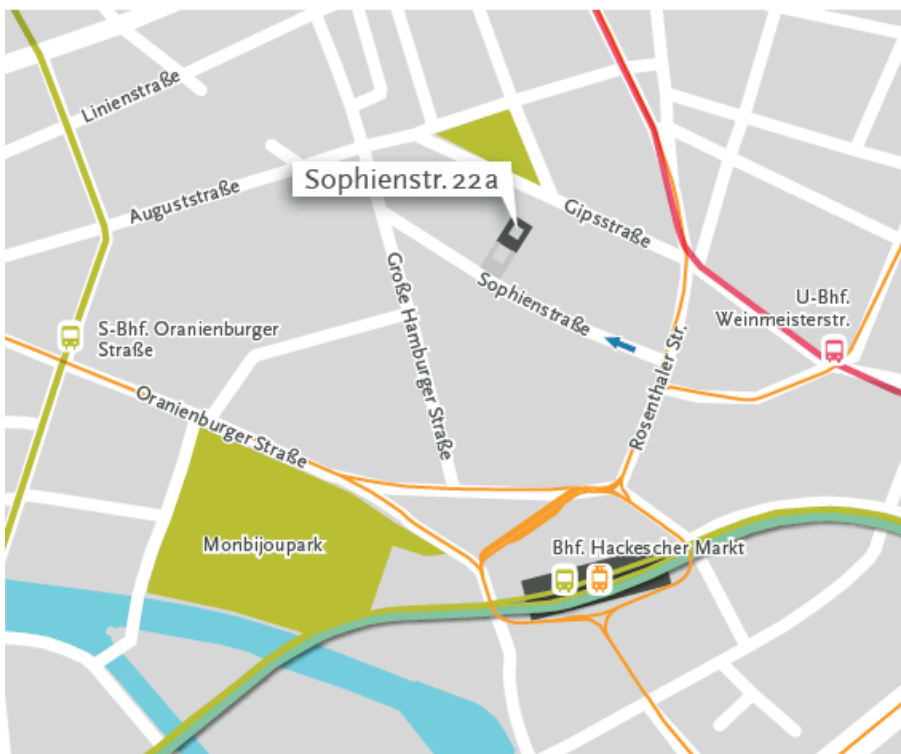 Linienstraße
Auguststraße
Sophienstr. 22a
Gipsstraße
Sophienstraße
Große Hamburger Straße
U-Bhf.
Weinmeisterstr.
S-Bhf. Oranienburger
Straße
Rosenthaler Str.
Oranienburger Straße
Monbijoupark
Bhf. Hackescher Markt